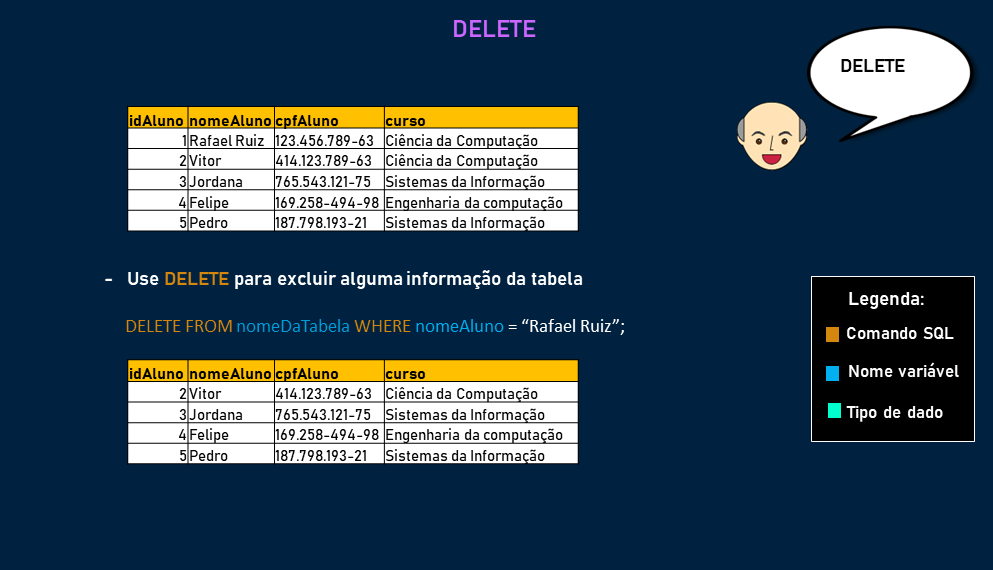 DELETE
DELETE
idAluno nomeAluno cpfAluno curso
1 Rafael Ruiz 123.456.789-63 Ciência da Computação
2 Vitor 414.123.789-63 Ciência da Computação
3 Jordana 765.543.121-75 Sistemas da Informação
4 Felipe 169.258-494-98 Engenharia da computação
5 Pedro 187.798.193-21 Sistemas da Informação
- Use DELETE para excluir alguma informação da tabela
DELETE FROM nomeDaTabela WHERE nomeAluno = “Rafael Ruiz”;
idAluno nomeAluno cpfAluno curso
2 Vitor 414.123.789-63 Ciência da Computação
3 Jordana 765.543.121-75 Sistemas da Informação
4 Felipe 169.258-494-98 Engenharia da computação
5 Pedro 187.798.193-21 Sistemas da Informação
Legenda:
Comando SQL
Nome variável
Tipo de dado